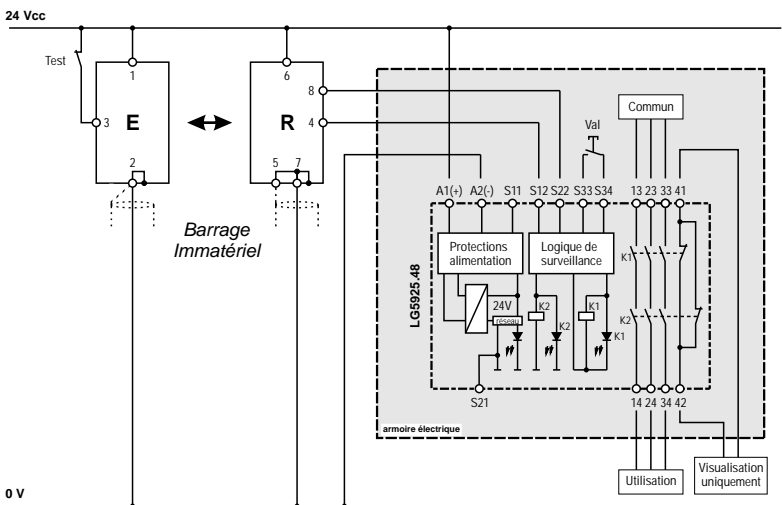 24 Vcc
Test
1
6
8
3
E
R
4
2
5
7
Barrage
Immatériel
Commun
Val
A1(+)
A2(-)
S11
S12
S22
S33
S34
13
23
33
41
LG5925.48
Protections
alimentation
Logique de
surveillance
24V
réseau
K2
K2
K1
K1
K1
K2
S21
14
24
34
42
armoire électrique
Utilisation
Visualisation
uniquement
0 V